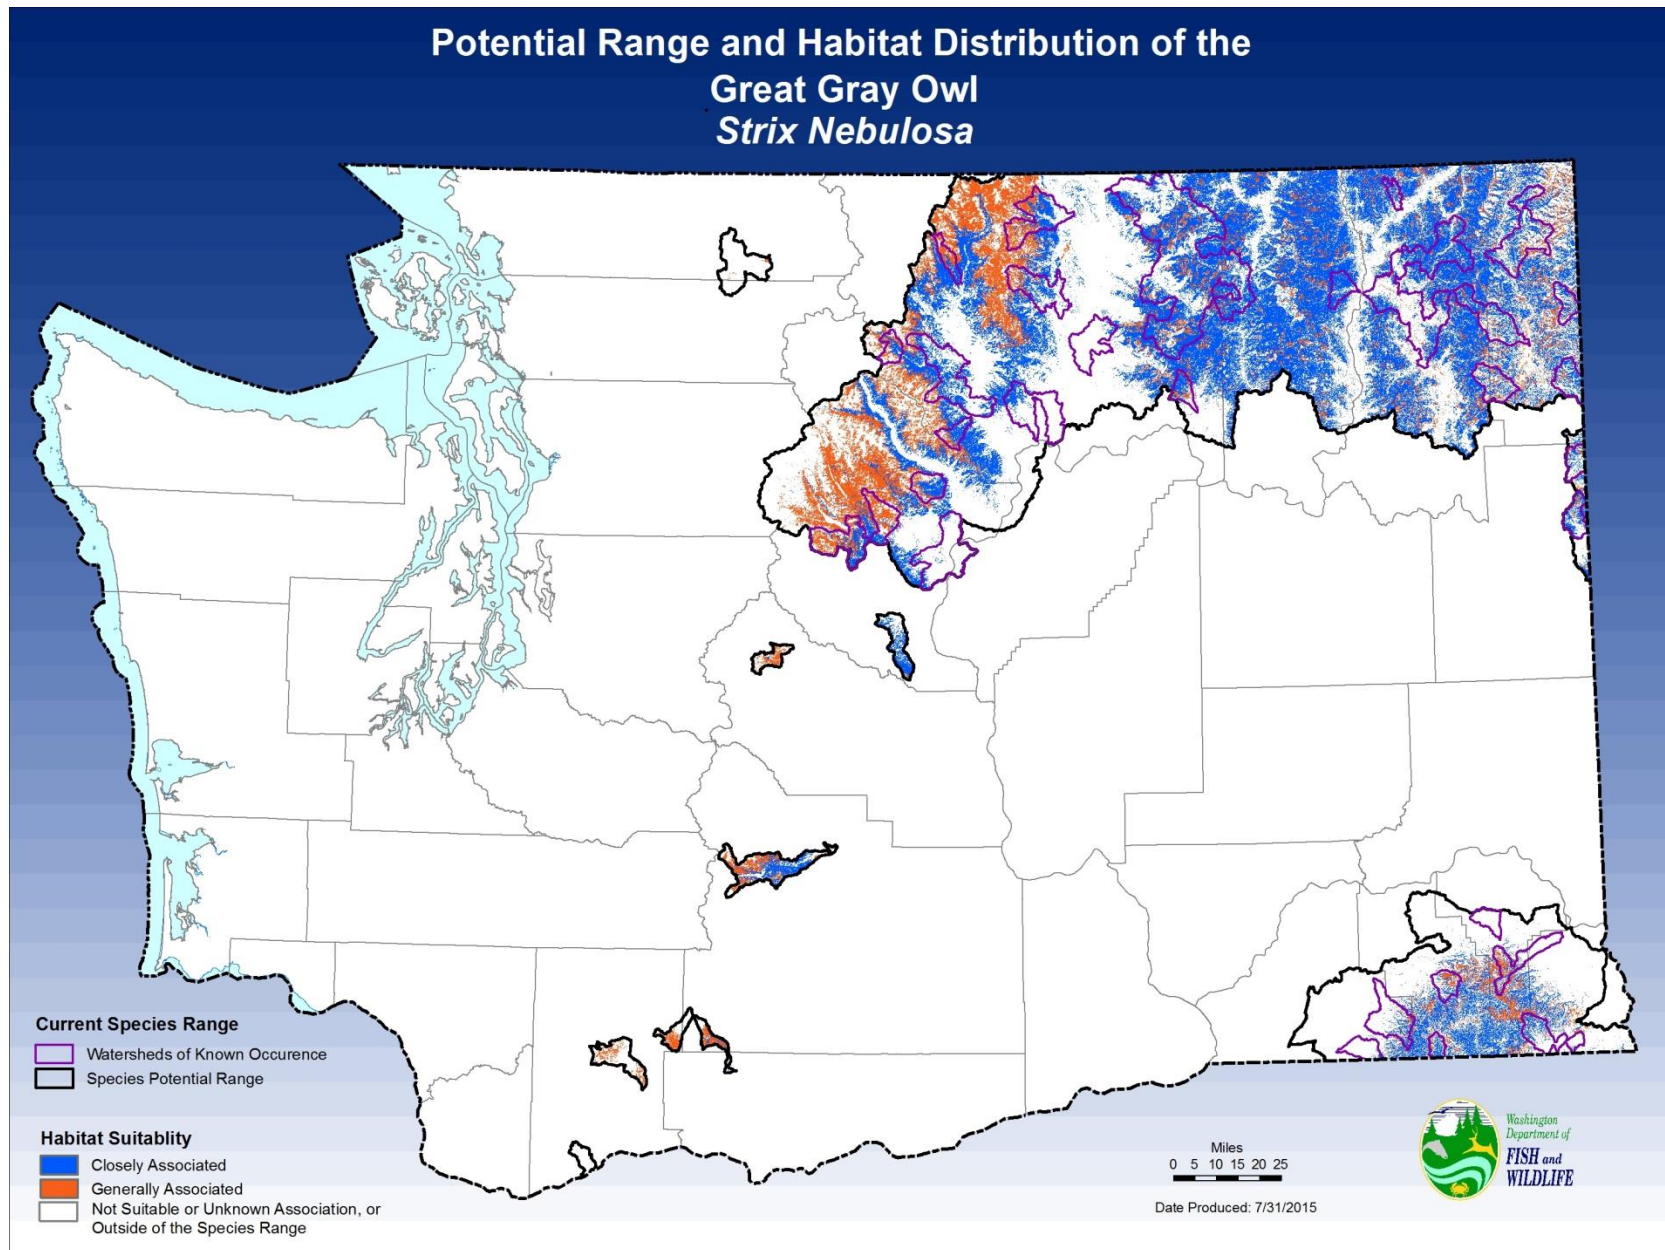 Potential Range and Habitat Distribution of the
Great Gray Owl
Strix Nebulosa
Current Species Range
Watersheds of Known Occurence
Species Potential Range
Habitat Suitablity
Closely Associated
Generally Associated
Not Suitable or Unknown Association, or
Outside of the Species Range
Miles
0 5 10 15 20 25
Date Produced: 7/31/2015
Washington
Department of
FISH and
WILDLIFE